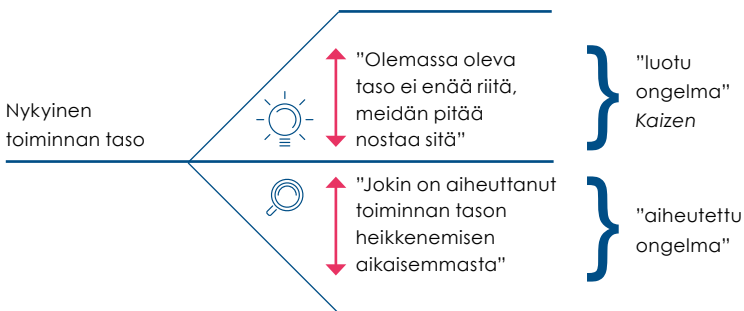 Nykyinen
toiminnan taso
”Olemassa oleva
taso ei enää riitä,
meidän pitää
nostaa sitä”
”luotu
ongelma”
Kaizen
”Jokin on aiheuttanut
toiminnan tason
heikkenemisen
aikaisemmasta”
”aiheutettu
ongelma”